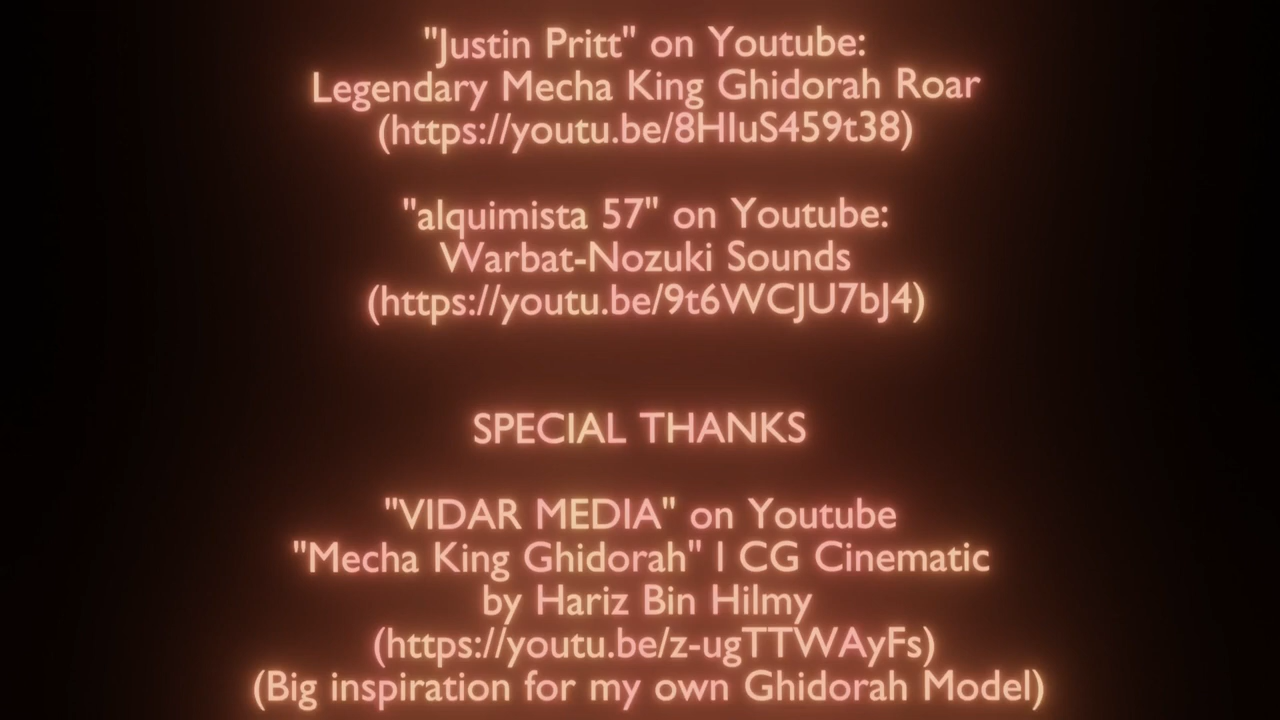 "Justin Pritt" on Youtube:
Legendary Mecha King Ghidorah Roar
(https://youtu.be/8HIuS459t38)
"alquimista 57" on Youtube:
Warbat-Nozuki Sounds
(https://youtu.be/9t6WCJU7bJ4)
SPECIAL THANKS
"VIDAR MEDIA" on Youtube
"Mecha King Ghidorah" I CG Cinematic
by Hariz Bin Hilmy
(https://youtu.be/z-ugTTWAyFs)
(Big inspiration for my own Ghidorah Model)